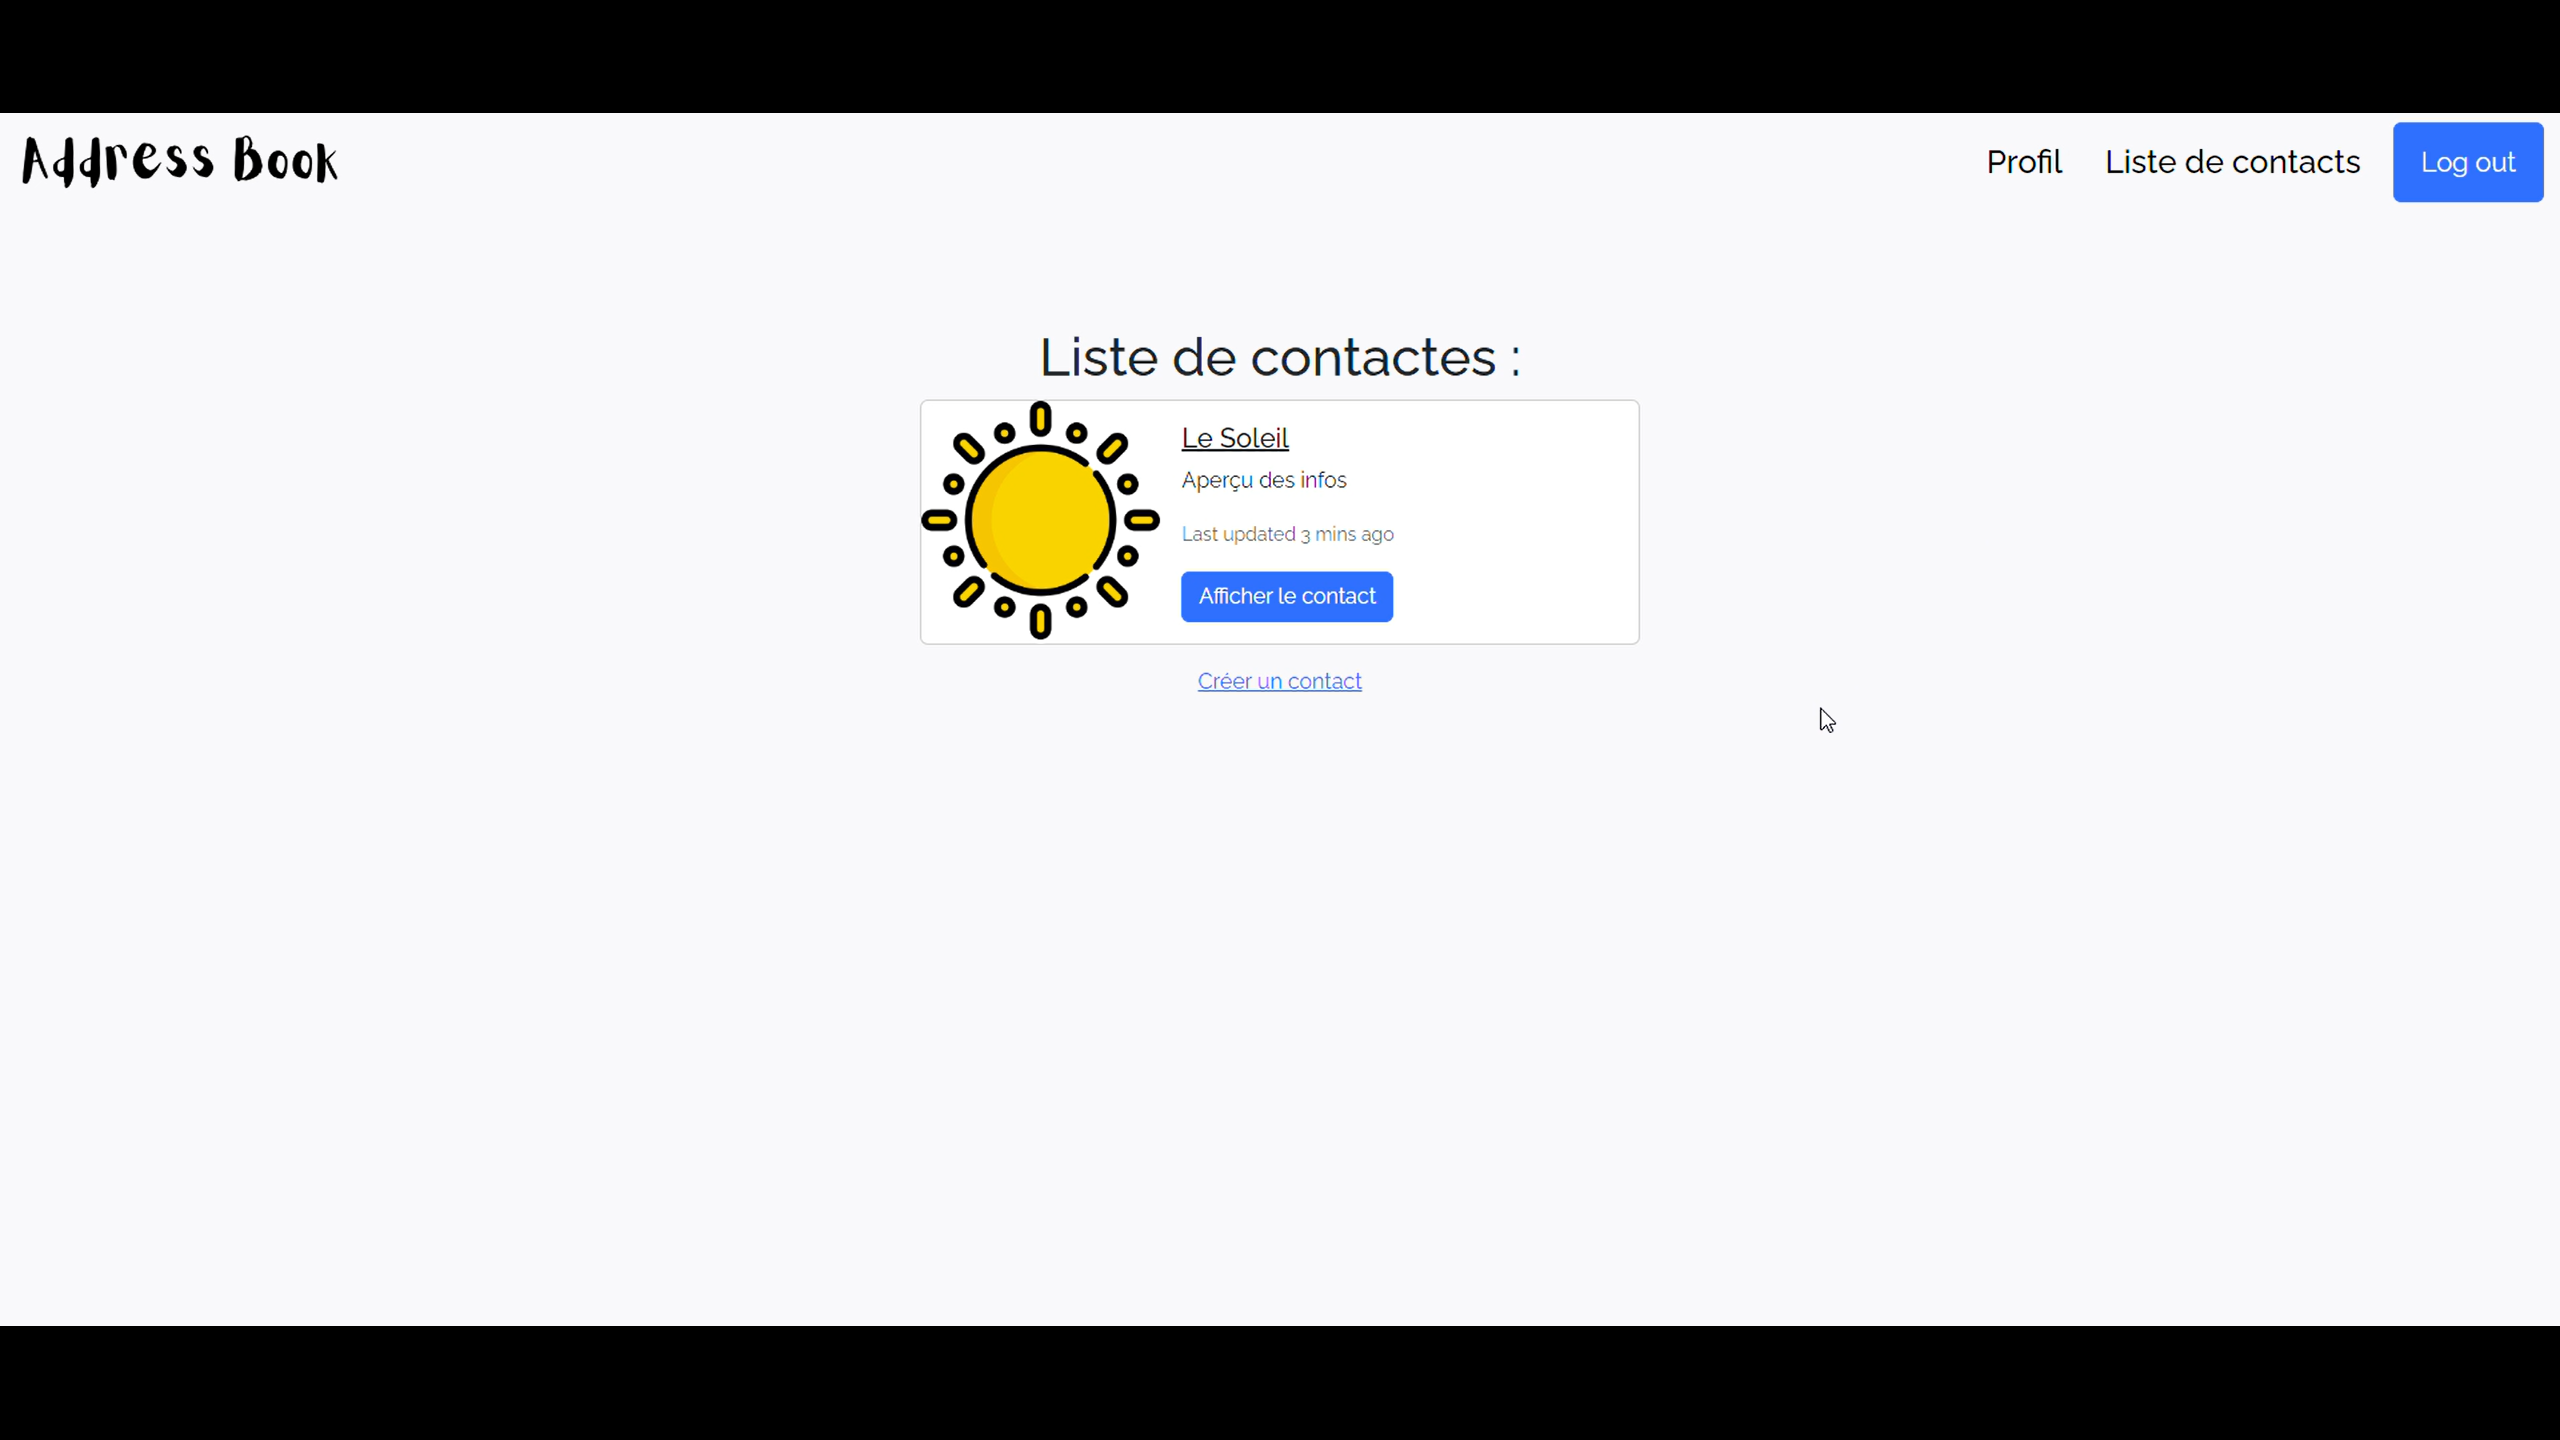 Address Book
Profil
Liste de contacts
Log out
Liste de contactes :
Le Soleil
Aperçu des infos
Last updated 3 mins ago
Afficher le contact
Créer un contact